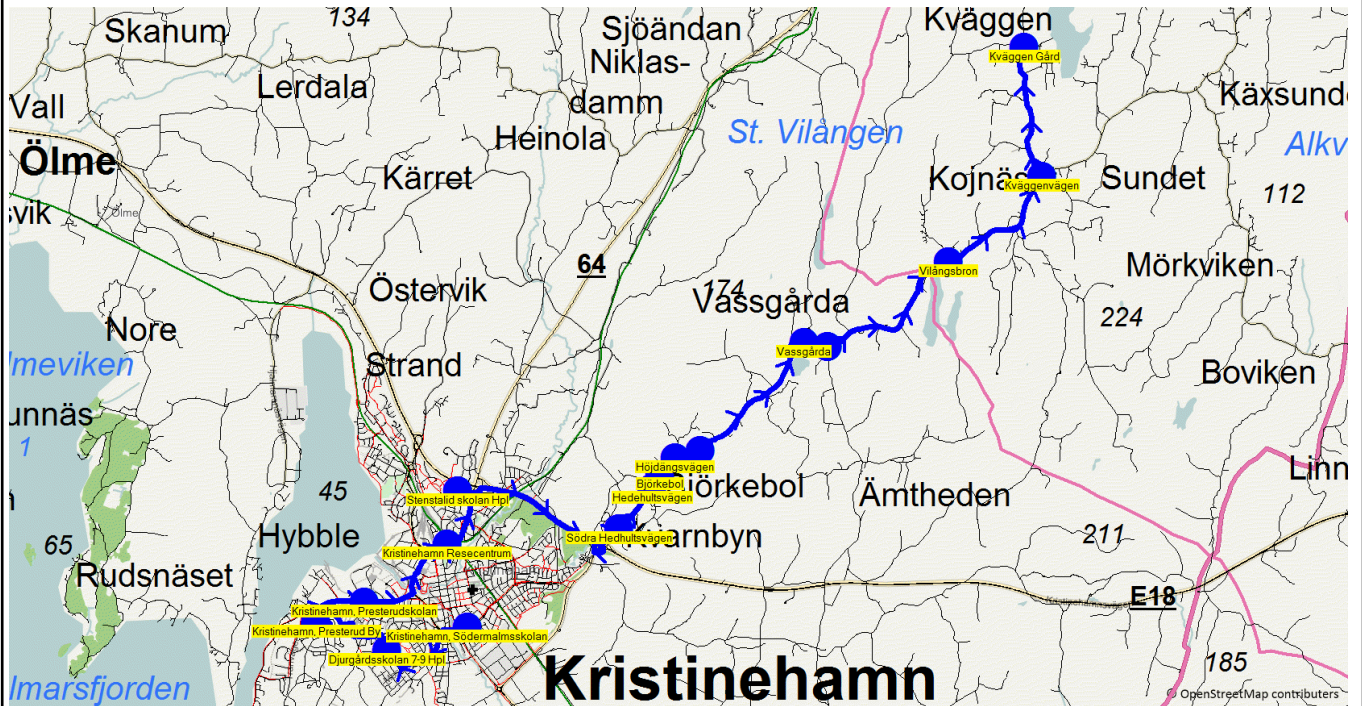 134
Skanum
Sjöändan
Kväggen
Kväggen Gård
Niklas-
damm
Lerdala
Vall
Käxsund
Heinola
St. Vilången
Alkv
Ölme
Kärret
Kojnäs
Kväggenvägen
Sundet
112
svik
Ölme
64
Vilångsbron
Mörkviken
Östervik
174
Vassgårda
224
Nore
Vassgårda
lmeviken
Strand
Boviken
unnäs
1
Höjdängsvägen
Björkebol
Björkebol
Hedehultsvägen
Linn
45
Stenstalid skolan Hpl
Ämtheden
Hybble
Södra Hedhultsvägen
Kvarnbyn
211
65
Kristinehamn Resecentrum
Rudsnäset
E18
Kristinehamn, Presterudskolan
Kristinehamn, Presterud By
Kristinehamn, Södermalmsskolan
Djurgårdsskolan 7-9 Hpl
185
Kristinehamn
lmarsfjorden
© OpenStreetMap contributers